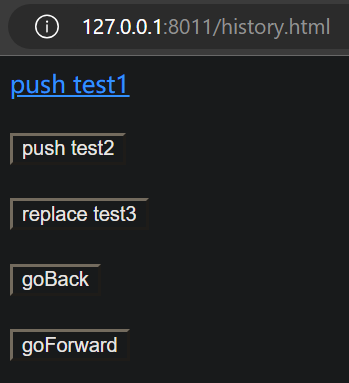 127.0.0.1:8011/history.html
push test1
push test2
replace test3
goBack
goForward